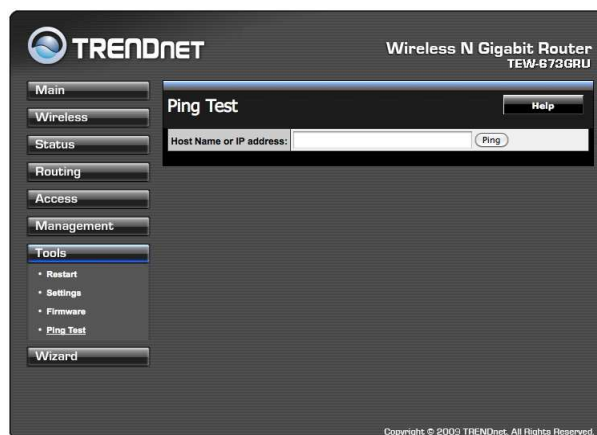 TRENDNET
Wireless N Gigabit Router
TEW-673GRU
Main
Wireless
Status
Routing
Access
Management
Tools
• Restart
• Settings
• Firmware
• Ping Test
Wizard
Ping Test
Help
Host Name or IP address:
Ping
Copyright © 2009 TRENDnet. All Rights Reserved.